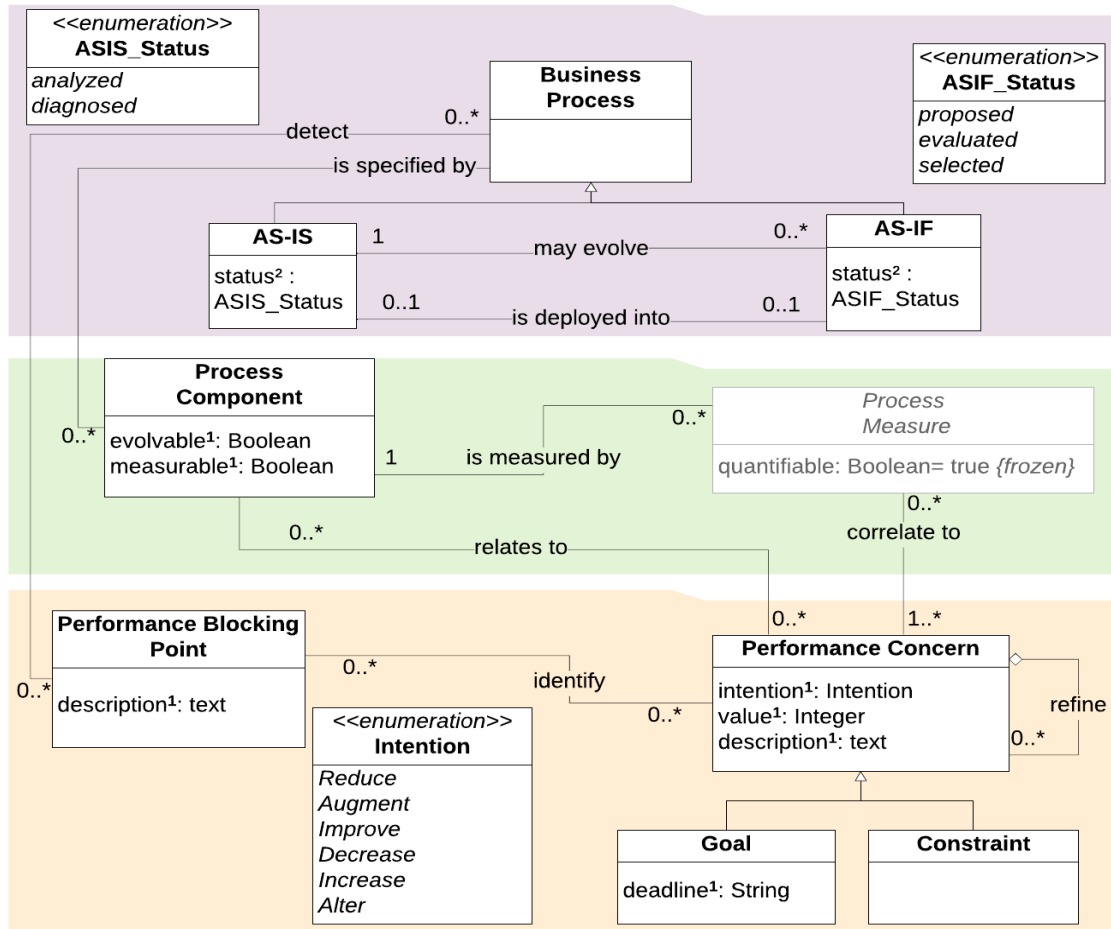 <<enumeration>>
ASIS_Status
analyzed
diagnosed
<<enumeration>>
ASIF_Status
proposed
evaluated
selected
Business
Process
0..*
detect
is specified by
AS-IS
status² :
ASIS_Status
1
may evolve
0..*
0..1
is deployed into
0..1
AS-IF
status² :
ASIF_Status
Process
Component
evolvable¹: Boolean
measurable¹: Boolean
0..*
1
is measured by
0..*
Process
Measure
quantifiable: Boolean= true {frozen}
0..*
relates to
0..*
correlate to
0..*
1..*
Performance Blocking
Point
description¹: text
0..*
0..*
identify
0..*
Performance Concern
intention¹: Intention
value¹: Integer
description¹: text
refine
0..*
<<enumeration>>
Intention
Reduce
Augment
Improve
Decrease
Increase
Alter
Goal
deadline¹: String
Constraint